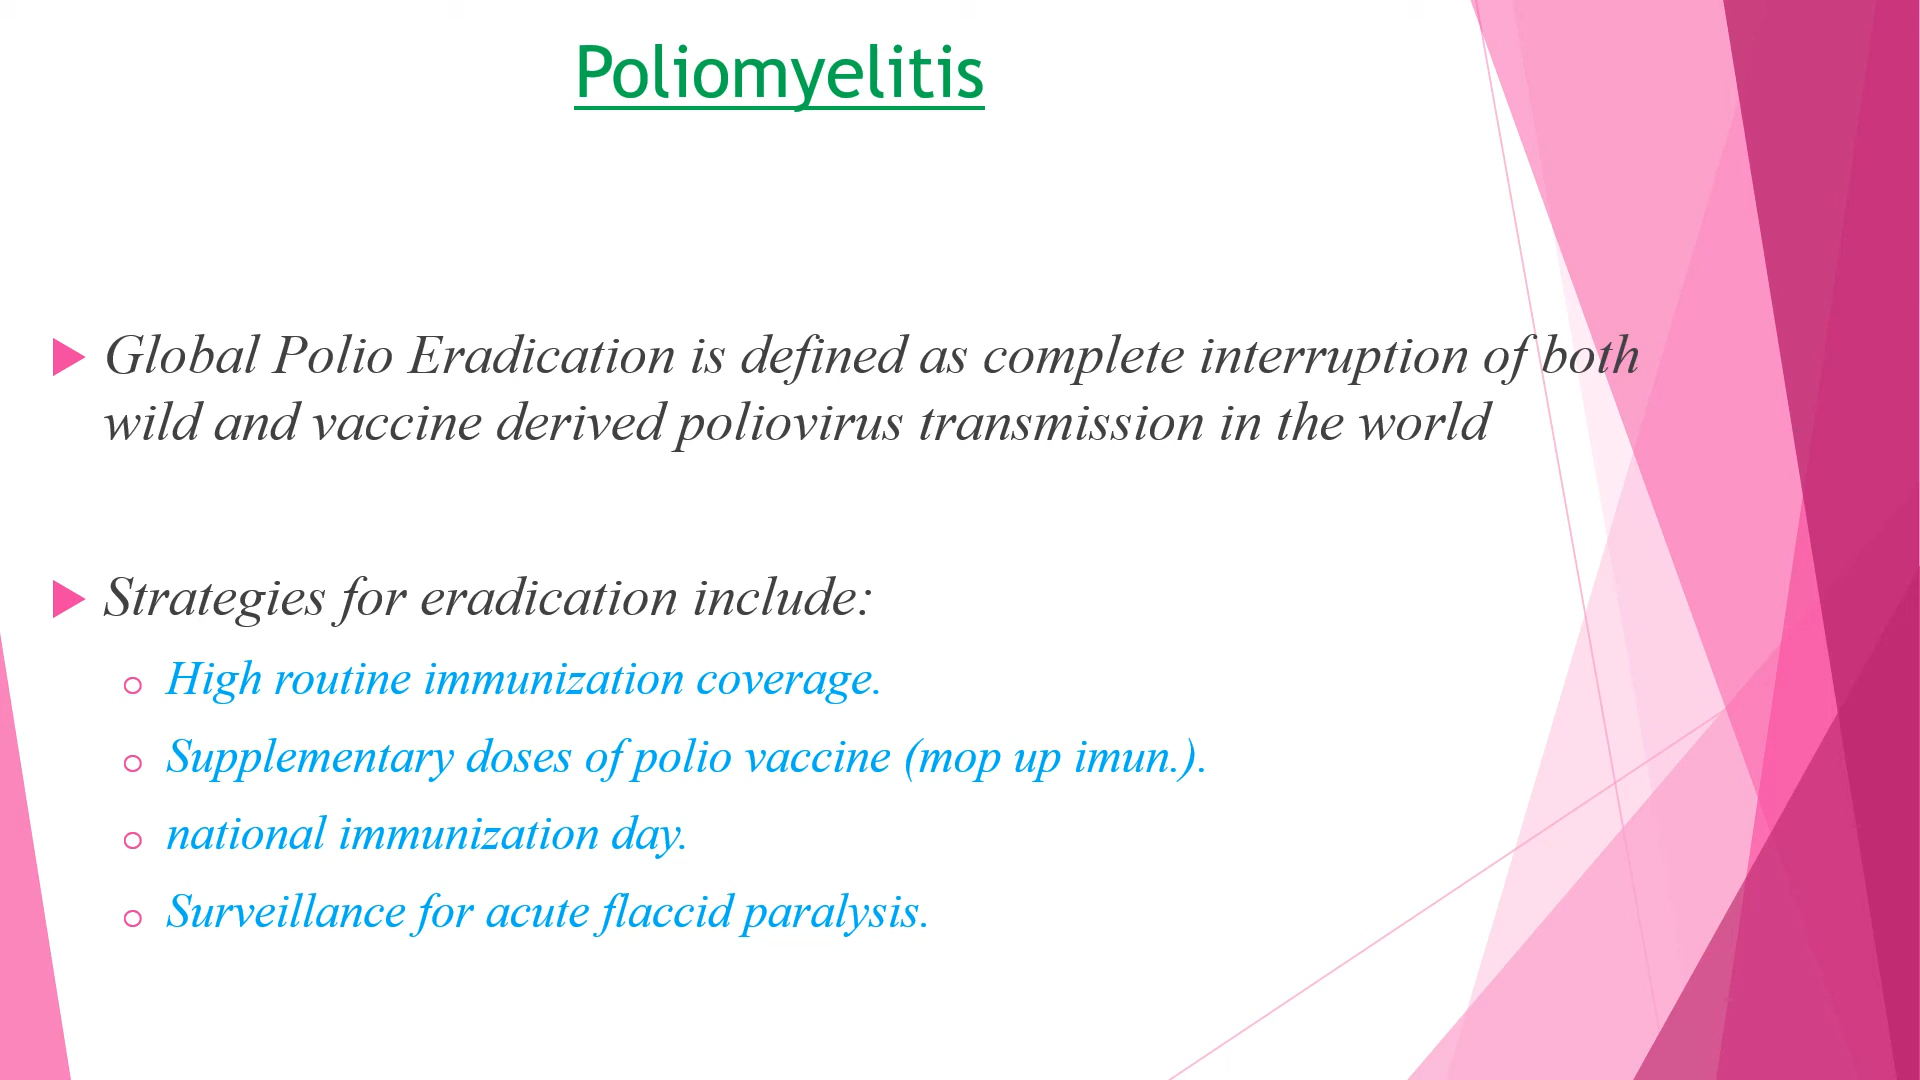 Poliomyelitis
Global Polio Eradication is defined as complete interruption of both
wild and vaccine derived poliovirus transmission in the world
Strategies for eradication include:
High routine immunization coverage.
Supplementary doses of polio vaccine (mop up imun.).
national immunization day.
Surveillance for acute flaccid paralysis.